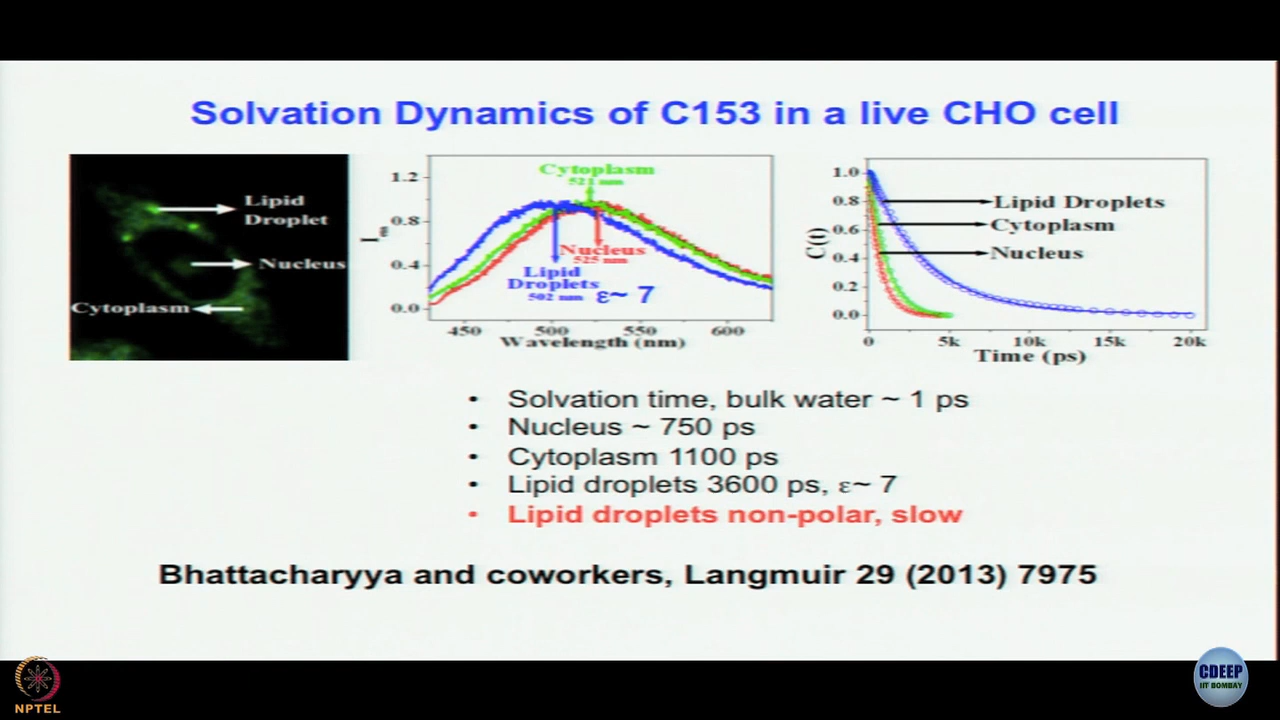 Solvation Dynamics of C153 in a live CHO cell
Lipid
Droplet
Nucleus
Cytoplasm
1.2
0.8
0.4
0.0
Cytoplasm
521 nm
Nucleus
525 nm
Lipid
Droplets
502 nm
ε~ 7
450
500
550
600
Wavelength (nm)
C(t)
1.0
0.8
0.6
0.4
0.2
0.0
Lipid Droplets
Cytoplasm
Nucleus
0
5k
10k
15k
20k
Time (ps)
• Solvation time, bulk water ~ 1 ps
• Nucleus ~ 750 ps
• Cytoplasm 1100 ps
• Lipid droplets 3600 ps, ε~ 7
• Lipid droplets non-polar, slow
Bhattacharyya and coworkers, Langmuir 29 (2013) 7975
NPTEL
CDEEP
IIT BOMBAY